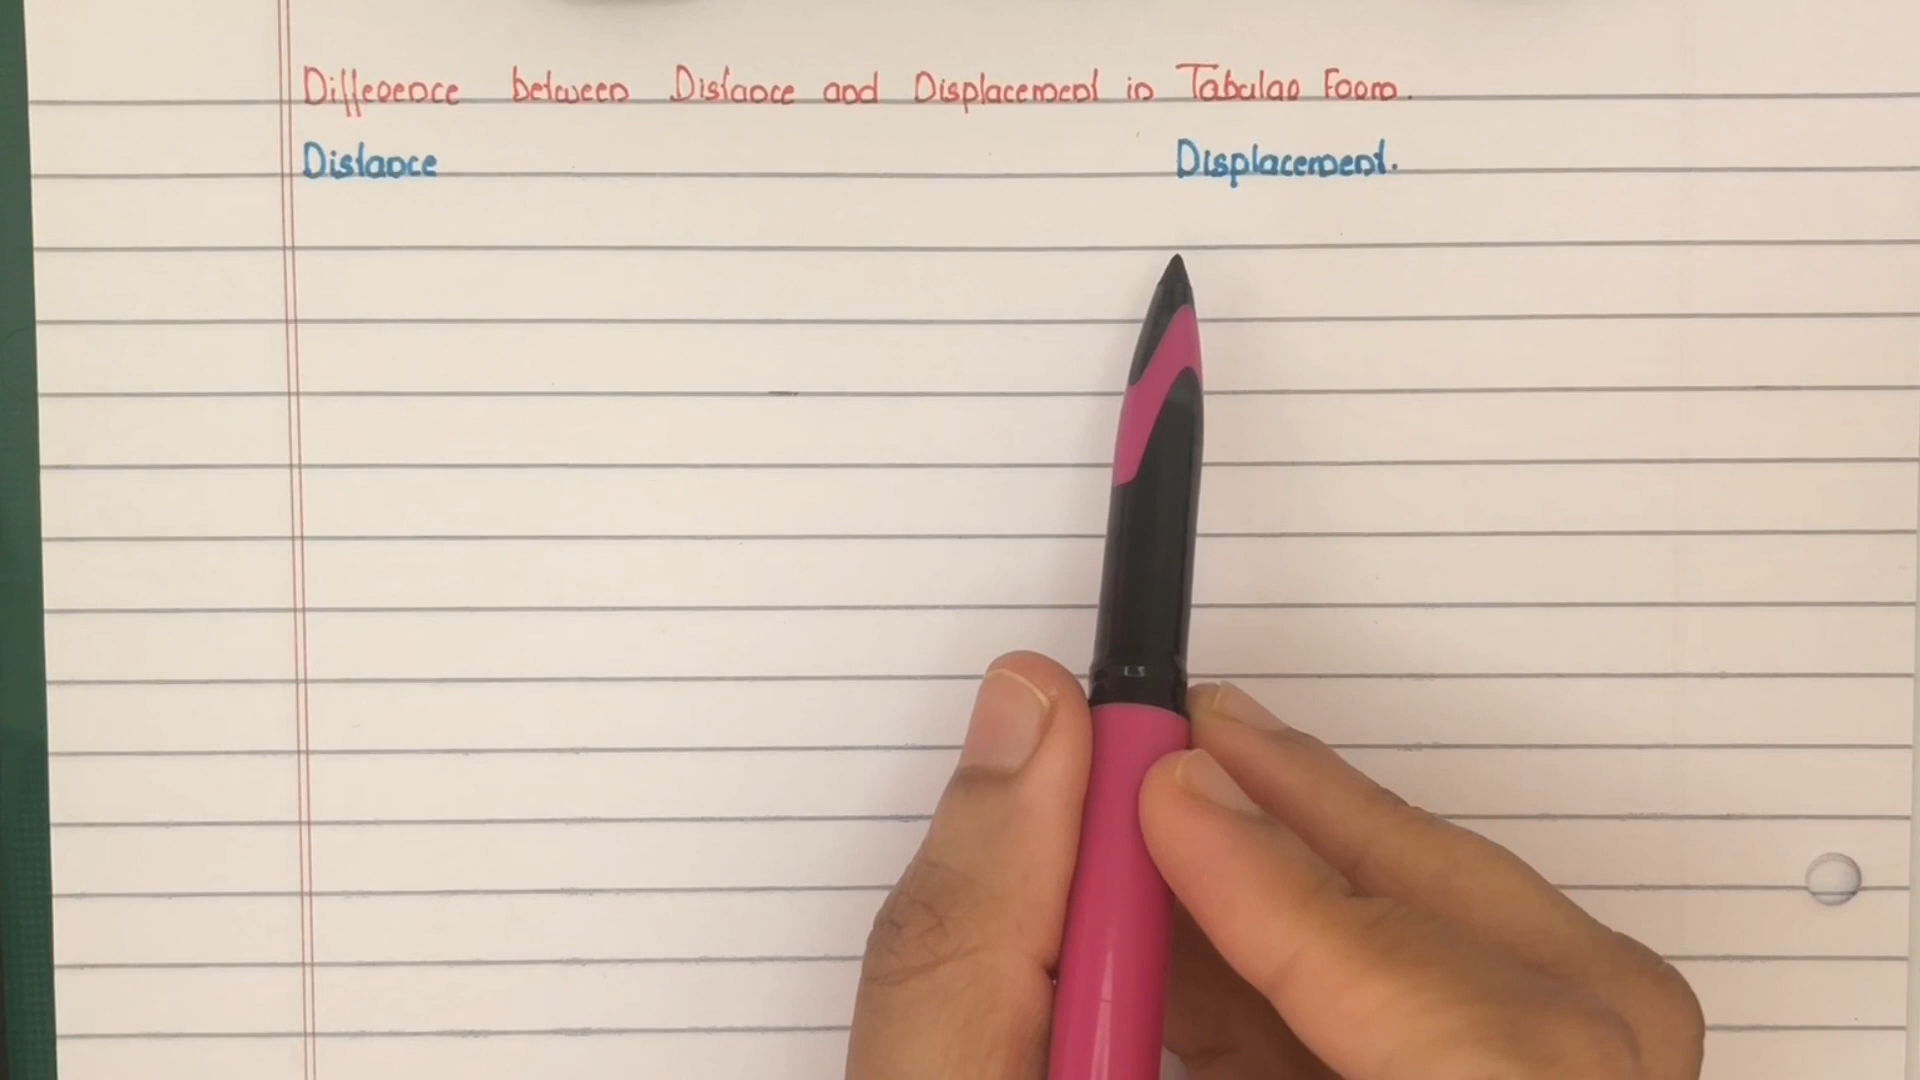 Difference between Distance and Displacement in Tabular Form.
Distance Displacement.